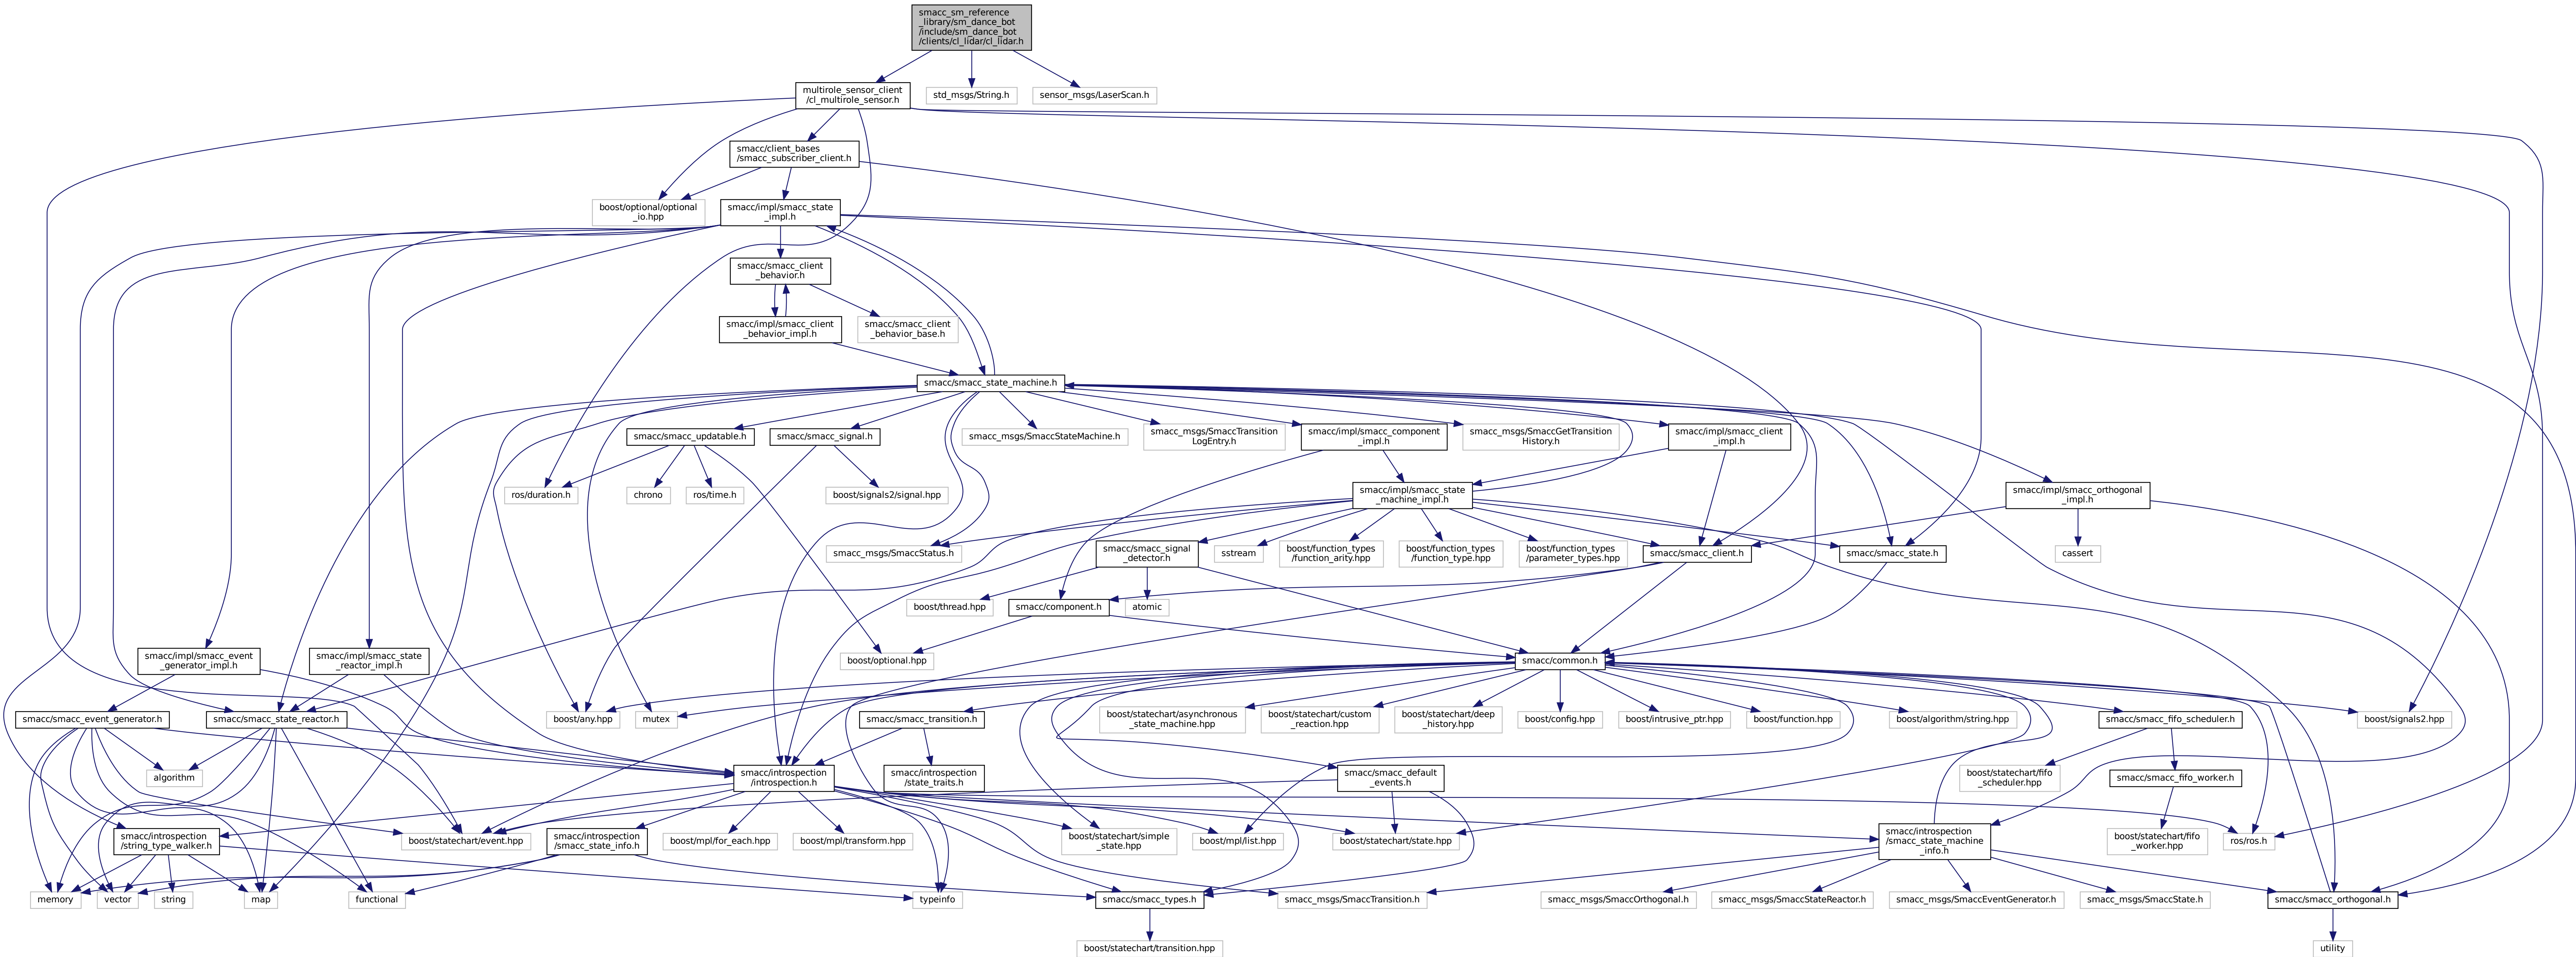 smacc_sm_reference
_library/sm_dance_bot
/include/sm_dance_bot
/clients/cl_lidar/cl_lidar.h
multirole_sensor_client
/cl_multirole_sensor.h
std_msgs/String.h
sensor_msgs/LaserScan.h
smacc/client_bases
/smacc_subscriber_client.h
boost/optional/optional
_io.hpp
smacc/impl/smacc_state
_impl.h
smacc/smacc_client
_behavior.h
smacc/impl/smacc_client
_behavior_impl.h
smacc/smacc_client
_behavior_base.h
smacc/smacc_state_machine.h
smacc/smacc_updatable.h
smacc/smacc_signal.h
smacc_msgs/SmaccStateMachine.h
smacc_msgs/SmaccTransition
LogEntry.h
smacc/impl/smacc_component
_impl.h
smacc_msgs/SmaccGetTransition
History.h
smacc/impl/smacc_client
_impl.h
ros/duration.h
chrono
ros/time.h
boost/signals2/signal.hpp
smacc/impl/smacc_state
_machine_impl.h
smacc/impl/smacc_orthogonal
_impl.h
smacc_msgs/SmaccStatus.h
smacc/smacc_signal
_detector.h
sstream
boost/function_types
/function_arity.hpp
boost/function_types
/function_type.hpp
boost/function_types
/parameter_types.hpp
smacc/smacc_client.h
smacc/smacc_state.h
cassert
boost/thread.hpp
smacc/component.h
atomic
smacc/impl/smacc_event
_generator_impl.h
smacc/impl/smacc_state
_reactor_impl.h
boost/optional.hpp
smacc/common.h
smacc/smacc_event_generator.h
smacc/smacc_state_reactor.h
boost/any.hpp
mutex
smacc/smacc_transition.h
boost/statechart/asynchronous
_state_machine.hpp
boost/statechart/custom
_reaction.hpp
boost/statechart/deep
_history.hpp
boost/config.hpp
boost/intrusive_ptr.hpp
boost/function.hpp
boost/algorithm/string.hpp
smacc/smacc_fifo_scheduler.h
boost/signals2.hpp
algorithm
smacc/introspection
/introspection.h
smacc/introspection
/state_traits.h
smacc/smacc_default
_events.h
boost/statechart/fifo
_scheduler.hpp
smacc/smacc_fifo_worker.h
smacc/introspection
/string_type_walker.h
boost/statechart/event.hpp
smacc/introspection
/smacc_state_info.h
boost/mpl/for_each.hpp
boost/mpl/transform.hpp
boost/statechart/simple
_state.hpp
boost/mpl/list.hpp
boost/statechart/state.hpp
smacc/introspection
/smacc_state_machine
_info.h
boost/statechart/fifo
_worker.hpp
ros/ros.h
memory
vector
string
map
functional
typeinfo
smacc/smacc_types.h
smacc_msgs/SmaccTransition.h
smacc_msgs/SmaccOrthogonal.h
smacc_msgs/SmaccStateReactor.h
smacc_msgs/SmaccEventGenerator.h
smacc_msgs/SmaccState.h
smacc/smacc_orthogonal.h
boost/statechart/transition.hpp
utility